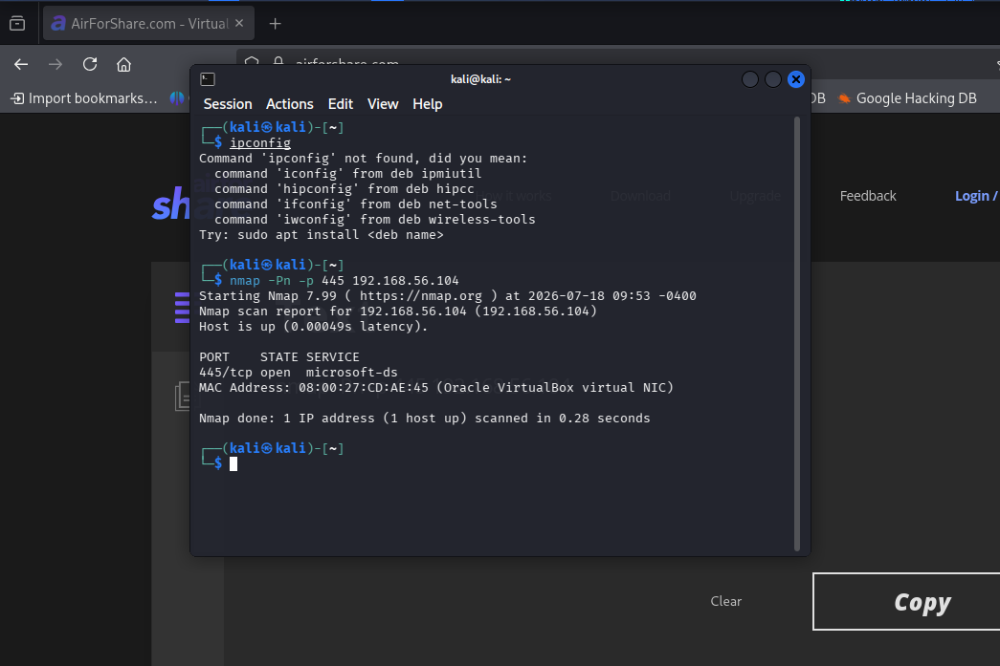 AirForShare.com - Virtual
airforshare.com
Import bookmarks...
DB
Google Hacking DB
kali@kali: ~
Session Actions Edit View Help
┌──(kali㉿kali)-[~]
└─$ ipconfig
Command 'ipconfig' not found, did you mean:
command 'iconfig' from deb ipmiutil
command 'hipconfig' from deb hipcc
command 'ifconfig' from deb net-tools
command 'iwconfig' from deb wireless-tools
Try: sudo apt install <deb name>
┌──(kali㉿kali)-[~]
└─$ nmap -Pn -p 445 192.168.56.104
Starting Nmap 7.99 ( https://nmap.org ) at 2026-07-18 09:53 -0400
Nmap scan report for 192.168.56.104 (192.168.56.104)
Host is up (0.00049s latency).
PORT    STATE SERVICE
445/tcp open  microsoft-ds
MAC Address: 08:00:27:CD:AE:45 (Oracle VirtualBox virtual NIC)
Nmap done: 1 IP address (1 host up) scanned in 0.28 seconds
┌──(kali㉿kali)-[~]
└─$
sh
it works
Download
Upgrade
Feedback
Login /
Clear
Copy